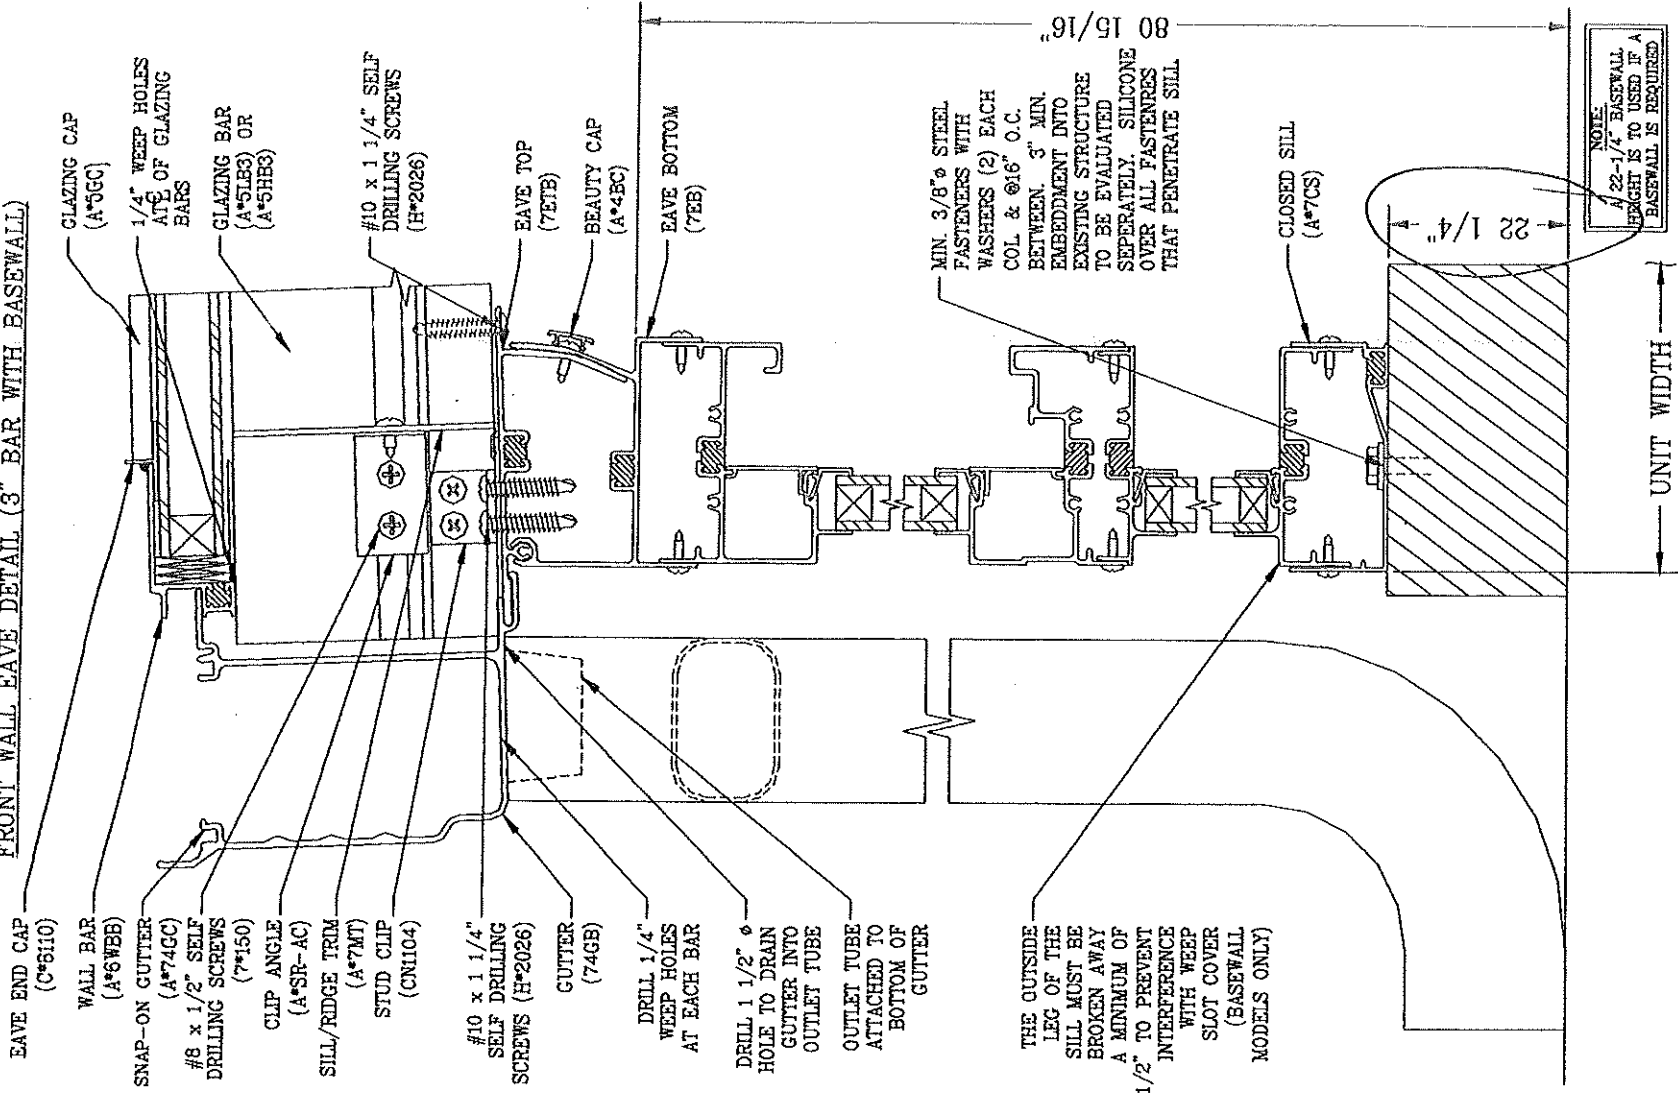 FRONT WALL EAVE DETAIL (3" BAR WITH BASEWALL)
EAVE END CAP
(C*6110)
WALL BAR
(A*6WBB)
SNAP-ON GUTTER
(A*74GC)
#8 x 1/2" SELF
DRILLING SCREWS
(7*150)
CLIP ANGLE
(A*SR-AC)
SILL/RIDGE TRIM
(A*7MT)
STUD CLIP
(CN1104)
#10 x 1 1/4"
SELF DRILLING
SCREWS (H*2026)
GUTTER
(74GB)
DRILL 1/4"
WEEP HOLES
AT EACH BAR
DRILL 1 1/2" ø
HOLE TO DRAIN
GUTTER INTO
OUTLET TUBE
OUTLET TUBE
ATTACHED TO
BOTTOM OF
GUTTER
THE OUTSIDE
LEG OF THE
SILL MUST BE
BROKEN AWAY
A MINIMUM OF
1/2" TO PREVENT
INTERFERENCE
WITH WEEP
SLOT COVER
(BASEWALL
MODELS ONLY)
GLAZING CAP
(A*5GC)
1/4" WEEP HOLES
AT℄ OF GLAZING
BARS
GLAZING BAR
(A*5LB3) OR
(A*5HB3)
#10 x 1 1/4" SELF
DRILLING SCREWS
(H*2026)
EAVE TOP
(7ETB)
BEAUTY CAP
(A*4BC)
EAVE BOTTOM
(7EB)
80 15/16"
MIN. 3/8"ø STEEL
FASTENERS WITH
WASHERS (2) EACH
COL. & @16" O.C.
BETWEEN. 3" MIN.
EMBEDDMENT INTO
EXISTING STRUCTURE
TO BE EVALUATED
SEPERATELY. SILICONE
OVER ALL FASTENRES
THAT PENETRATE SILL.
CLOSED SILL
(A*7CS)
22 1/4"
NOTE:
A 22-1/4" BASEWALL
HEIGHT IS TO USED IF A
BASEWALL IS REQUIRED
UNIT WIDTH